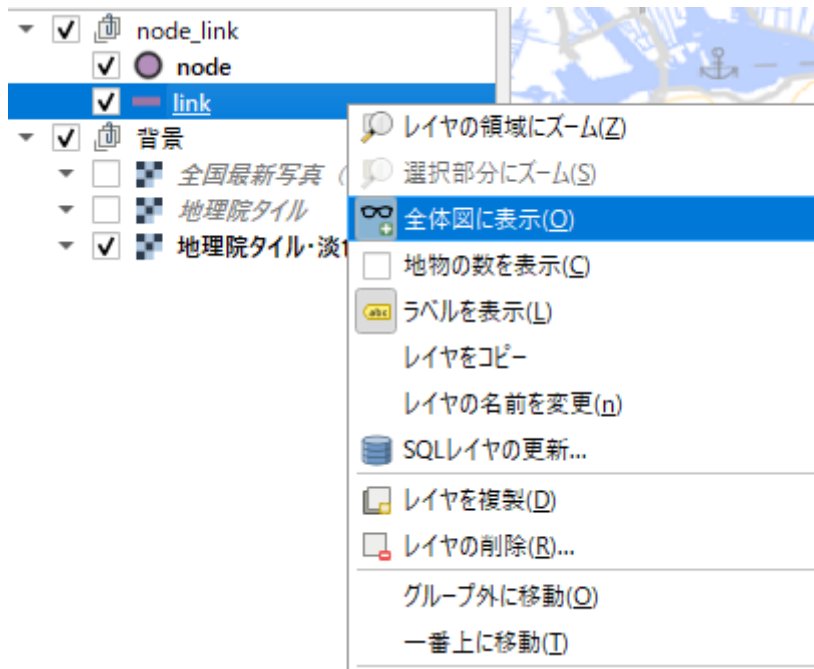 node_link
node
link
背景
全国最新写真（
地理院タイル
地理院タイル・淡
レイヤの領域にズーム(Z)
選択部分にズーム(S)
全体図に表示(O)
地物の数を表示(C)
abc
ラベルを表示(L)
レイヤをコピー
レイヤの名前を変更(n)
SQLレイヤの更新...
レイヤを複製(D)
レイヤの削除(R)...
グループ外に移動(O)
一番上に移動(T)